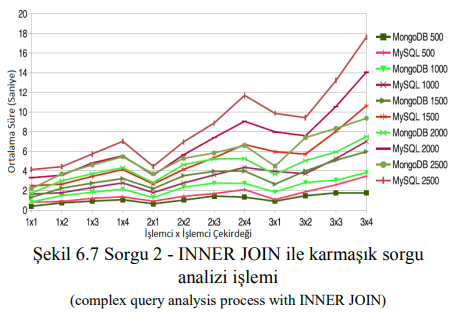 20
18
16
14
12
10
8
6
4
2
0
Ortalama Süre (Saniye)
1x1 1x2 1x3 1x4 2x1 2x2 2x3 2x4 3x1 3x2 3x3 3x4
İşlemci x İşlemci Çekirdeği
MongoDB 500
MySQL 500
MongoDB 1000
MySQL 1000
MongoDB 1500
MySQL 1500
MongoDB 2000
MySQL 2000
MongoDB 2500
MySQL 2500
Şekil 6.7 Sorgu 2 - INNER JOIN ile karmaşık sorgu
analizi işlemi
(complex query analysis process with INNER JOIN)